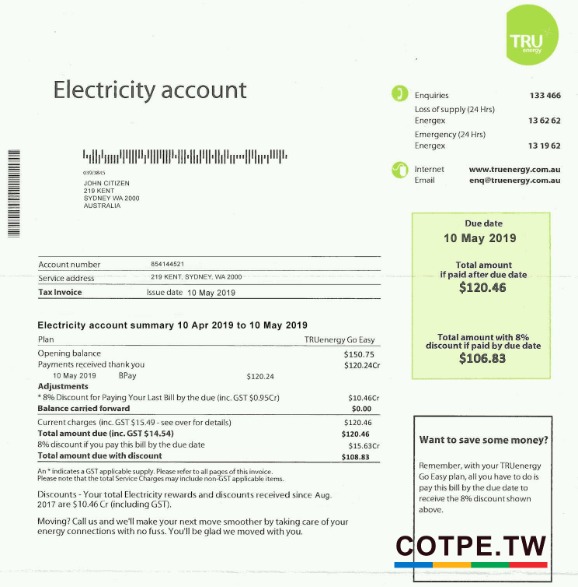 TRU
energy
Electricity account
Enquiries 133 466
Loss of supply (24 Hrs)
Energex 13 62 62
Emergency (24 Hrs)
Energex 13 19 62
Internet www.truenergy.com.au
Email enq@truenergy.com.au
JOHN CITIZEN
219 KENT
SYDNEY WA 2000
AUSTRALIA
Due date
10 May 2019
Total amount
if paid after due date
$120.46
Total amount with 8%
discount if paid by due date
$106.83
Account number 854144521
Service address 219 KENT, SYDNEY, WA 2000
Tax Invoice Issue date 10 May 2019
Electricity account summary 10 Apr 2019 to 10 May 2019
Plan TRUenergy Go Easy
Opening balance $150.75
Payments received thank you $120.24Cr
10 May 2019 BPay $120.24
Adjustments
* 8% Discount for Paying Your Last Bill by the due (inc. GST $0.95Cr) $10.46Cr
Balance carried forward $0.00
Current charges (inc. GST $15.49 - see over for details) $120.46
Total amount due (inc. GST $14.54) $120.46
8% discount if you pay this bill by the due date $15.63Cr
Total amount due with discount $108.83
An * indicates a GST applicable supply. Please refer to all pages of this invoice.
Please note that the total Service Charges may include non-GST applicable items.
Discounts - Your total Electricity rewards and discounts received since Aug.
2017 are $10.46 Cr (including GST).
Moving? Call us and we'll make your next move smoother by taking care of your
energy connections with no fuss. You'll be glad we moved with you.
Want to save some money?
Remember, with your TRUenergy
Go Easy plan, all you have to do is
pay this bill by the due date to
receive the 8% discount shown
above.
COTPE.TW